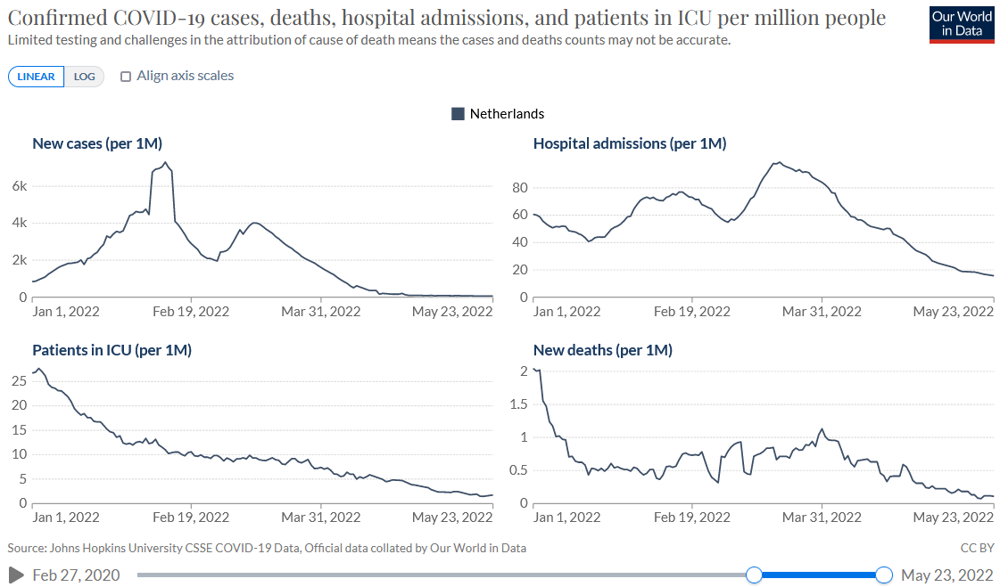 Confirmed COVID-19 cases, deaths, hospital admissions, and patients in ICU per million people
Our World
in Data
Limited testing and challenges in the attribution of cause of death means the cases and deaths counts may not be accurate.
LINEAR LOG Align axis scales
Netherlands
New cases (per 1M)
6k
4k
2k
0
Jan 1, 2022 Feb 19, 2022 Mar 31, 2022 May 23, 2022
Hospital admissions (per 1M)
80
60
40
20
0
Jan 1, 2022 Feb 19, 2022 Mar 31, 2022 May 23, 2022
Patients in ICU (per 1M)
25
20
15
10
5
0
Jan 1, 2022 Feb 19, 2022 Mar 31, 2022 May 23, 2022
New deaths (per 1M)
2
1.5
1
0.5
0
Jan 1, 2022 Feb 19, 2022 Mar 31, 2022 May 23, 2022
Source: Johns Hopkins University CSSE COVID-19 Data, Official data collated by Our World in Data CC BY
Feb 27, 2020 May 23, 2022